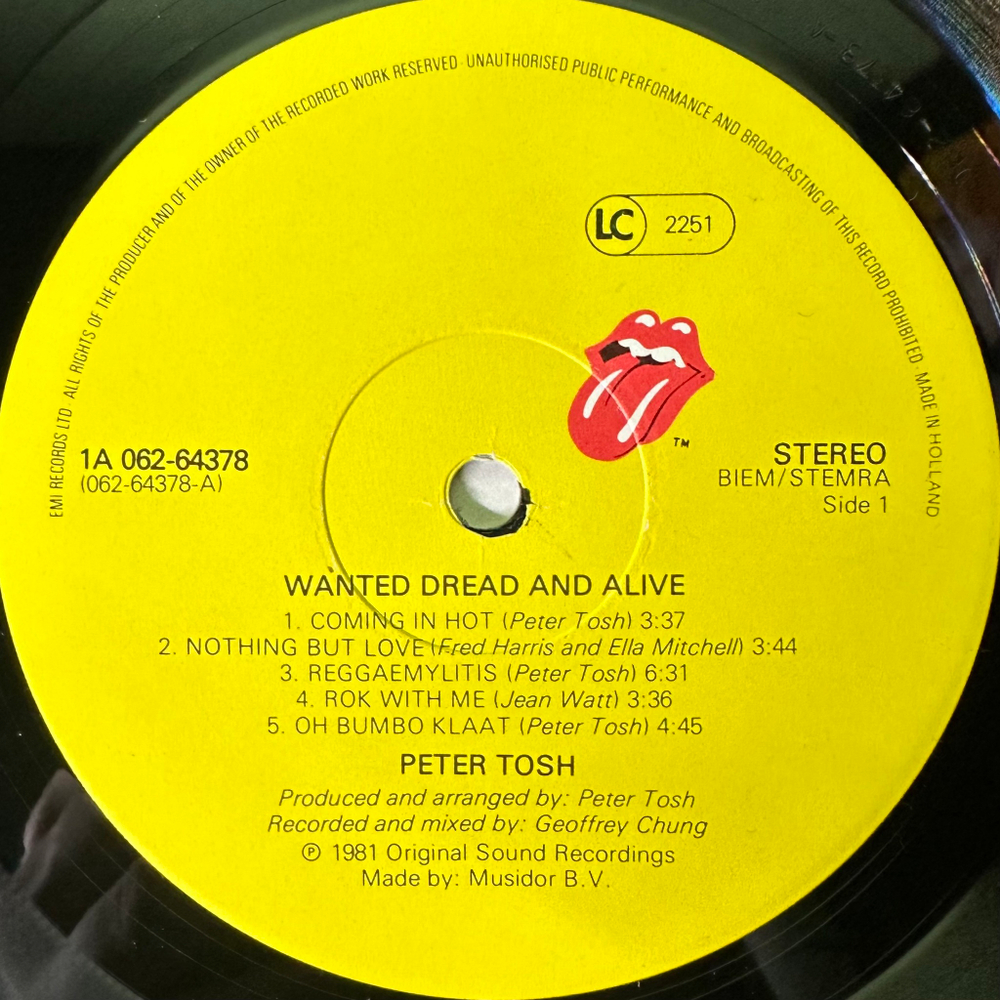 EMI RECORDS LTD · ALL RIGHTS OF THE PRODUCER AND OF THE OWNER OF THE RECORDED WORK RESERVED · UNAUTHORISED PUBLIC PERFORMANCE AND BROADCASTING OF THIS RECORD PROHIBITED · MADE IN HOLLAND
LC 2251
TM
1A 062-64378
(062-64378-A)
STEREO
BIEM/STEMRA
Side 1
WANTED DREAD AND ALIVE
1. COMING IN HOT (Peter Tosh) 3:37
2. NOTHING BUT LOVE (Fred Harris and Ella Mitchell) 3:44
3. REGGAEMYLITIS (Peter Tosh) 6:31
4. ROK WITH ME (Jean Watt) 3:36
5. OH BUMBO KLAAT (Peter Tosh) 4:45
PETER TOSH
Produced and arranged by: Peter Tosh
Recorded and mixed by: Geoffrey Chung
℗ 1981 Original Sound Recordings
Made by: Musidor B.V.